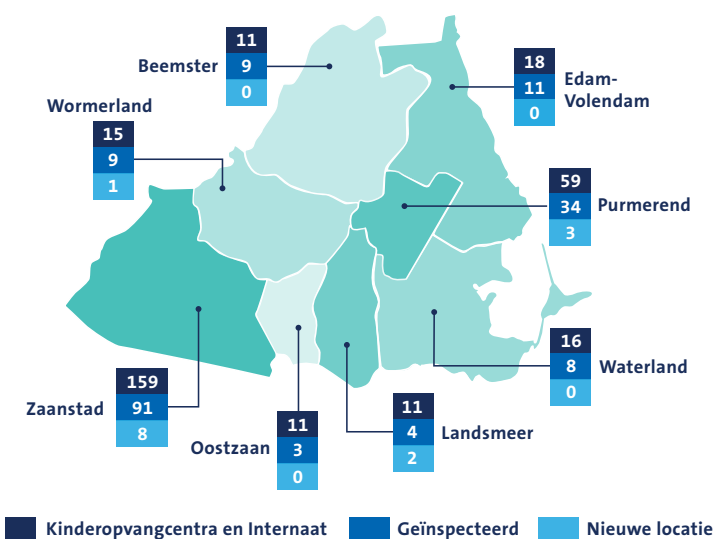 11
Beemster 9
0
18
11 Edam-
Volendam
0
Wormerland
15
9
1
59
34 Purmerend
3
16
8 Waterland
0
159
Zaanstad 91
8
11
Oostzaan 3
0
11
4 Landsmeer
2
Kinderopvangcentra en Internaat Geïnspecteerd Nieuwe locatie